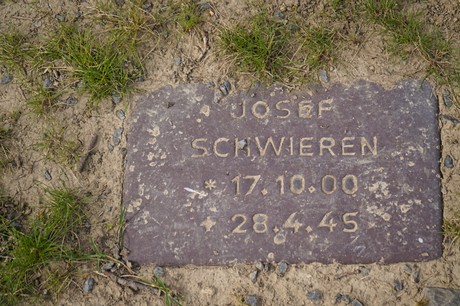 JOSEF
SCHWIEREN
* 17.10.00
+ 28.4.45